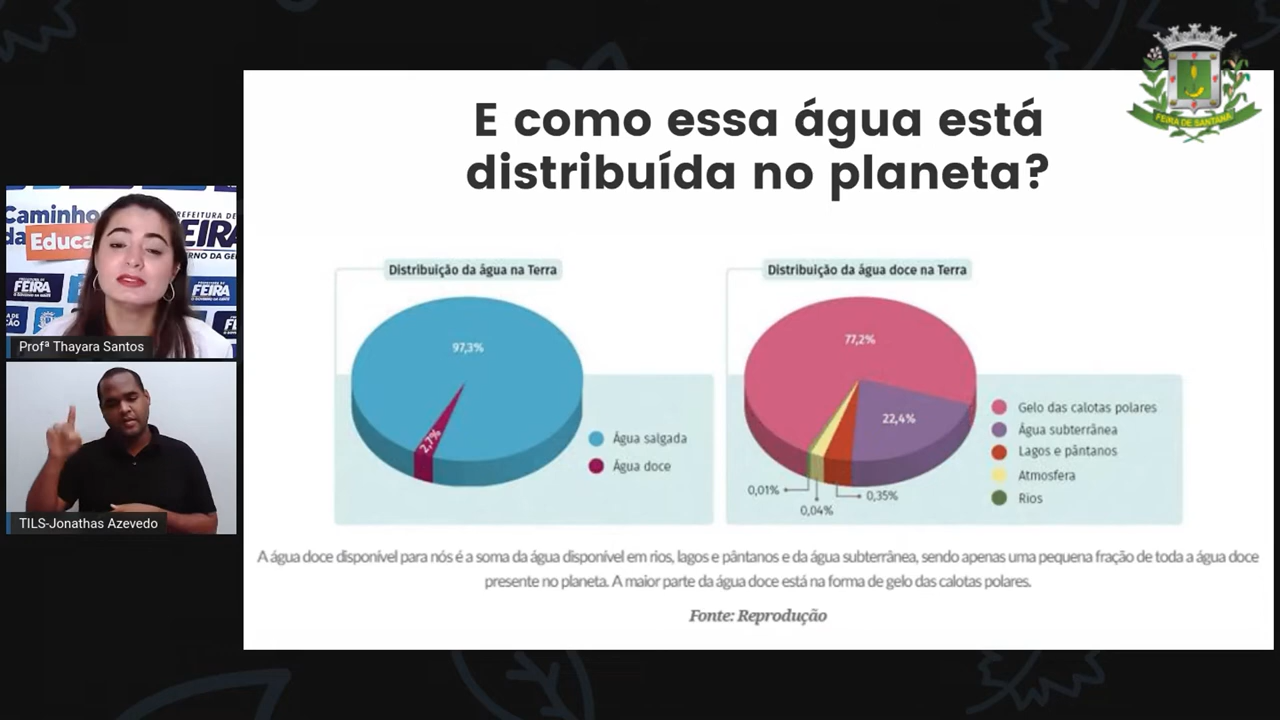 E como essa água está
distribuída no planeta?
FEIRA DE SANTANA
Caminho
da Educa
PREFEITURA DE
FEIRA
Profª Thayara Santos
TILS-Jonathas Azevedo
Distribuição da água na Terra
97,3%
2,7%
Água salgada
Água doce
Distribuição da água doce na Terra
77,2%
22,4%
0,01%
0,04%
0,35%
Gelo das calotas polares
Água subterrânea
Lagos e pântanos
Atmosfera
Rios
A água doce disponível para nós é a soma da água disponível em rios, lagos e pântanos e da água subterrânea, sendo apenas uma pequena fração de toda a água doce
presente no planeta. A maior parte da água doce está na forma de gelo das calotas polares.
Fonte: Reprodução